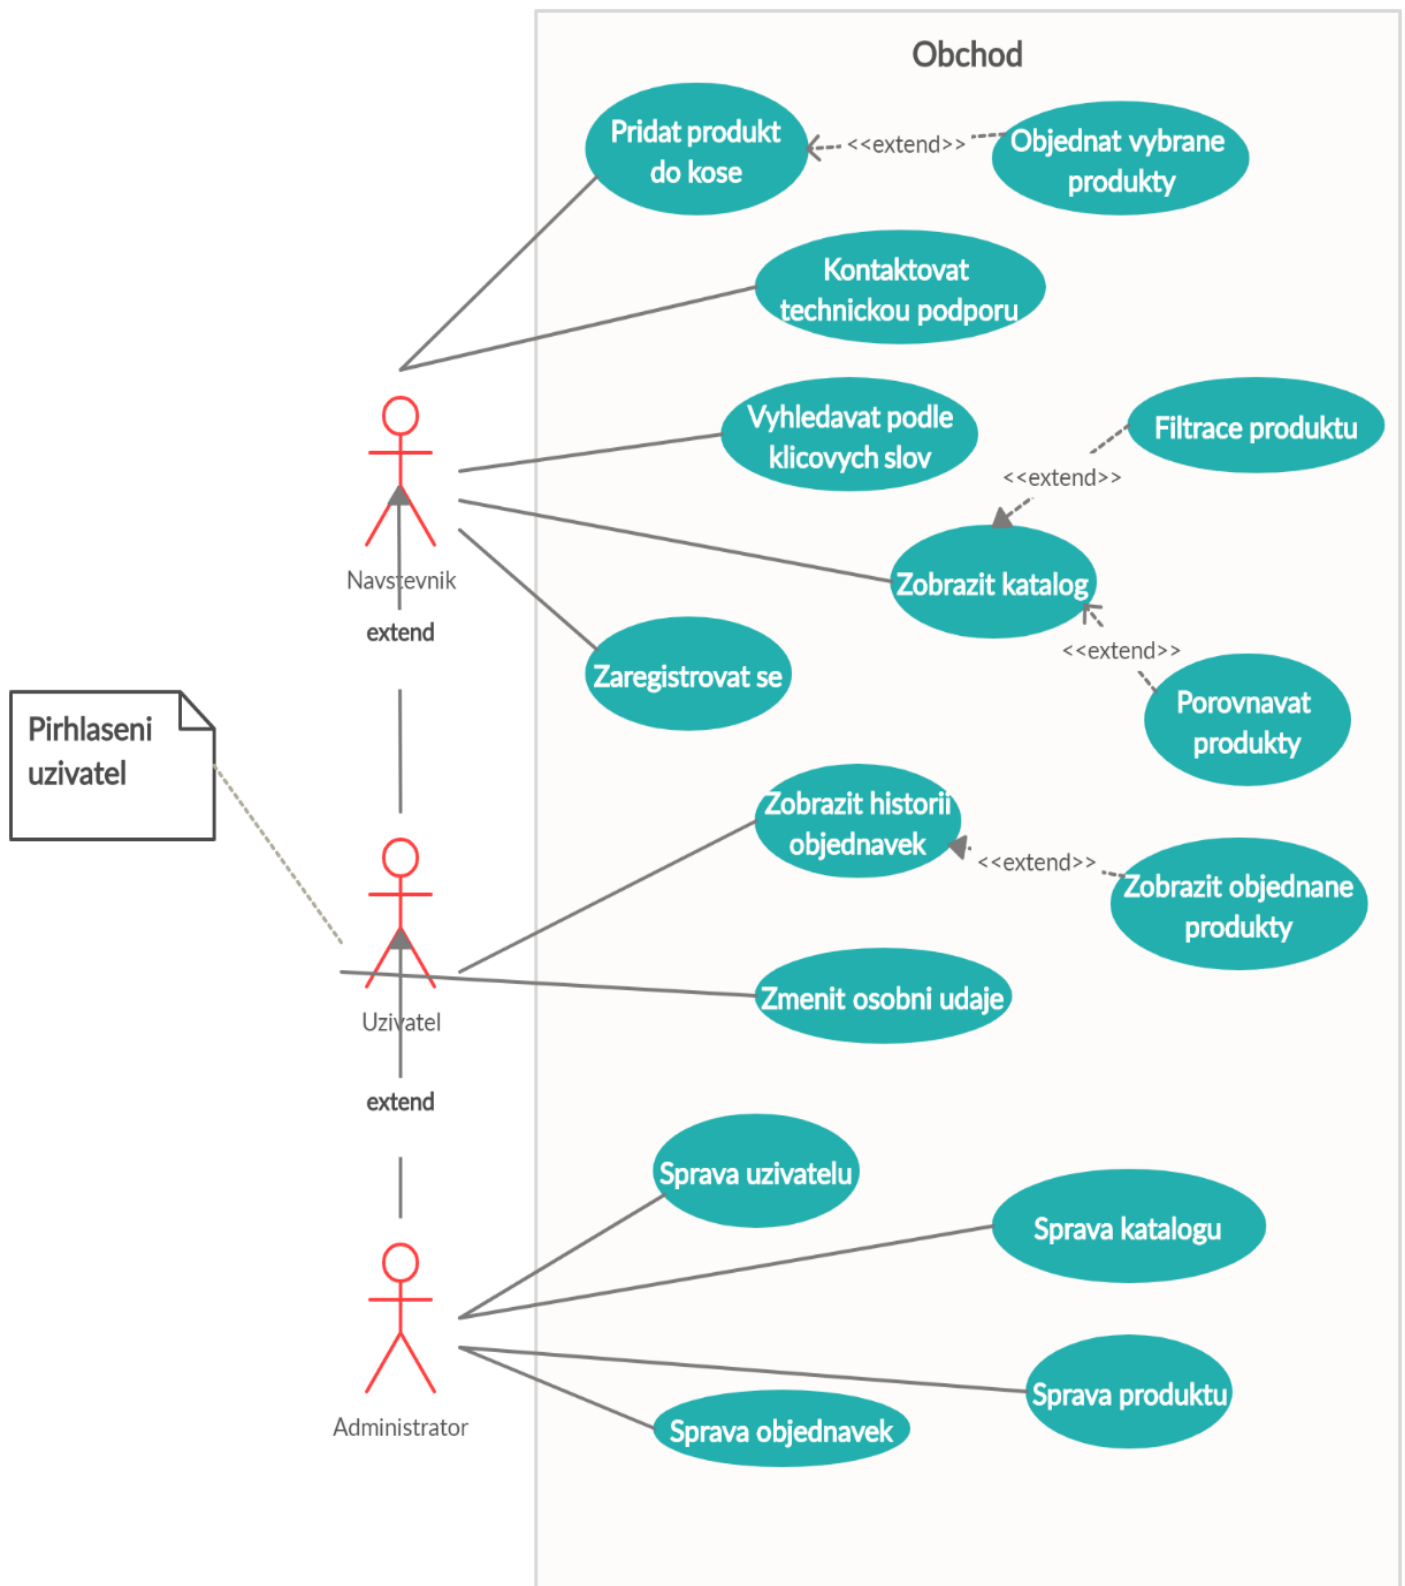 Obchod
Pridat produkt
do kose
<<extend>>
Objednat vybrane
produkty
Kontaktovat
technickou podporu
Vyhledavat podle
klicovych slov
Filtrace produktu
<<extend>>
Zobrazit katalog
Navstevnik
extend
<<extend>>
Zaregistrovat se
Porovnavat
produkty
Pirhlaseni
uzivatel
Zobrazit historii
objednavek
<<extend>>
Zobrazit objednane
produkty
Zmenit osobni udaje
Uzivatel
extend
Sprava uzivatelu
Sprava katalogu
Sprava produktu
Administrator
Sprava objednavek